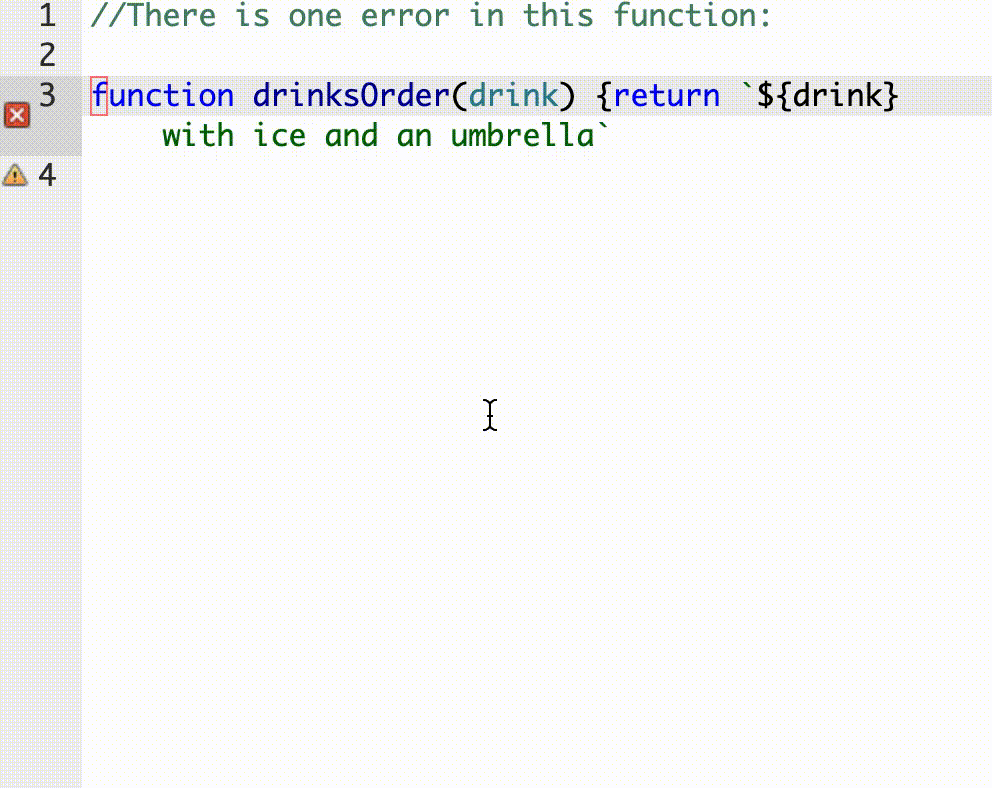 1 //There is one error in this function:
2
3 function drinksOrder(drink) {return `${drink}
with ice and an umbrella`
4